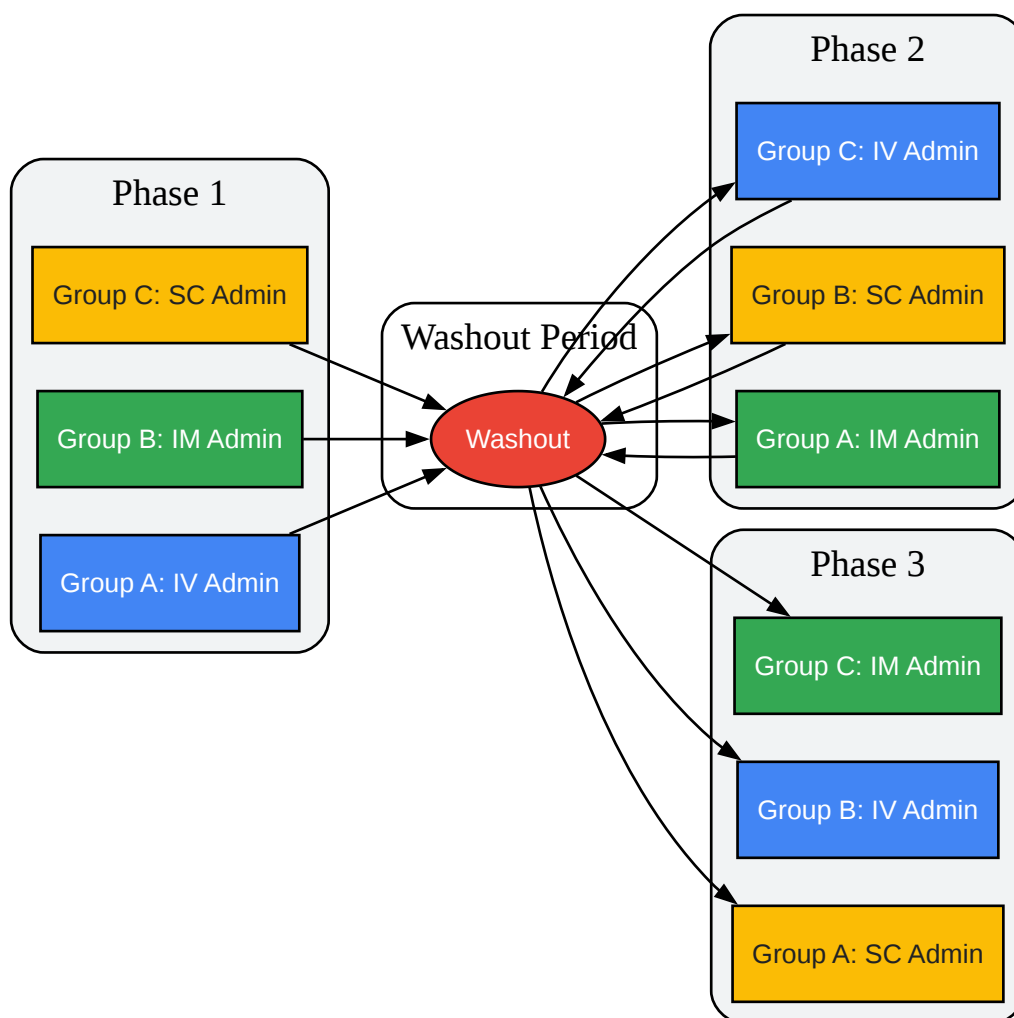 Phase 1
Group C: SC Admin
Group B: IM Admin
Group A: IV Admin
Washout Period
Washout
Phase 2
Group C: IV Admin
Group B: SC Admin
Group A: IM Admin
Phase 3
Group C: IM Admin
Group B: IV Admin
Group A: SC Admin